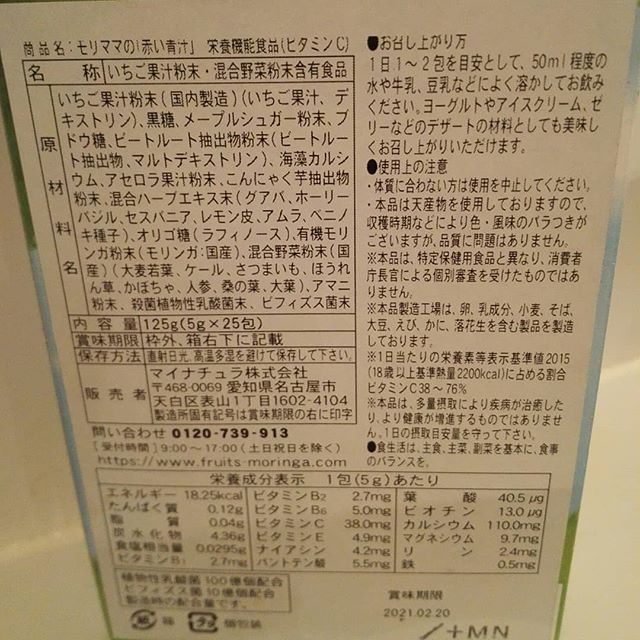 商品名:モリママの「赤い青汁」 栄養機能食品(ビタミンC)
名 称 いちご果汁粉末・混合野菜粉末含有食品
原材料名
いちご果汁粉末(国内製造)(いちご果汁、デ
キストリン)、黒糖、メープルシュガー粉末、ブ
ドウ糖、ビートルート抽出物粉末(ビートルー
ト抽出物、マルトデキストリン)、海藻カルシ
ウム、アセロラ果汁粉末、こんにゃく芋抽出
物粉末、混合ハーブエキス末(グアバ、ホーリー
バジル、セスバニア、レモン皮、アムラ、ベニノ
キ種子)、オリゴ糖(ラフィノース)、有機モリ
ンガ粉末(モリンガ:国産)、混合野菜粉末(国
産)(大麦若葉、ケール、さつまいも、ほうれ
ん草、かぼちゃ、人参、桑の葉、大葉)、アマニ
粉末、殺菌植物性乳酸菌末、ビフィズス菌末
内 容 量 125g(5g×25包)
賞味期限 枠外、箱右下に記載
保存方法 直射日光、高温多湿を避けて保存して下さい。
販売者
マイナチュラ株式会社
〒468-0069 愛知県名古屋市
天白区表山1丁目1602-4104
製造所固有記号は賞味期限の右に印字
問い合わせ 0120-739-913
[受付時間]9:00〜17:00(土日祝日を除く)
https://www.fruits-moringa.com
●お召し上がり方
1日1〜2包を目安として、50ml程度の
水や牛乳、豆乳などによく溶かしてお飲み
ください。ヨーグルトやアイスクリーム、ゼ
リーなどのデザートの材料としても美味し
くお召し上がりいただけます。
●使用上の注意
・体質に合わない方は使用を中止してください。
・本品は天産物を使用しておりますので、
収穫時期などにより色・風味のバラつきが
ございますが、品質に問題はありません。
※本品は、特定保健用食品と異なり、消費者
庁長官による個別審査を受けたものではあ
りません。
※本品製造工場は、卵、乳成分、小麦、そば、
大豆、えび、かに、落花生を含む製品を製造
しております。
※1日当たりの栄養素等表示基準値2015
(18歳以上基準熱量2200kcal)に占める割合
ビタミンC38〜76%
※本品は、多量摂取により疾病が治癒した
り、より健康が増進するものではありませ
ん。1日の摂取目安量を守って下さい。
●食生活は、主食、主菜、副菜を基本に、食事
のバランスを。
栄養成分表示 1包(5g)あたり
エネルギー 18.25kcal ビタミンB2 2.7mg 葉 酸 40.5μg
たんぱく質 0.12g ビタミンB6 5.0mg ビオチン 13.0μg
脂 質 0.04g ビタミンC 38.0mg カルシウム 110.0mg
炭水化物 4.36g ビタミンE 4.9mg マグネシウム 9.7mg
食塩相当量 0.0295g ナイアシン 4.2mg リ ン 2.4mg
ビタミンB1 2.7mg パントテン酸 5.5mg 鉄 0.5mg
植物性乳酸菌100億個配合
ビフィズス菌10億個配合
製造時の配合量です。
紙 箱 プラ 個包装
賞味期限
2021.02.20
/+MN